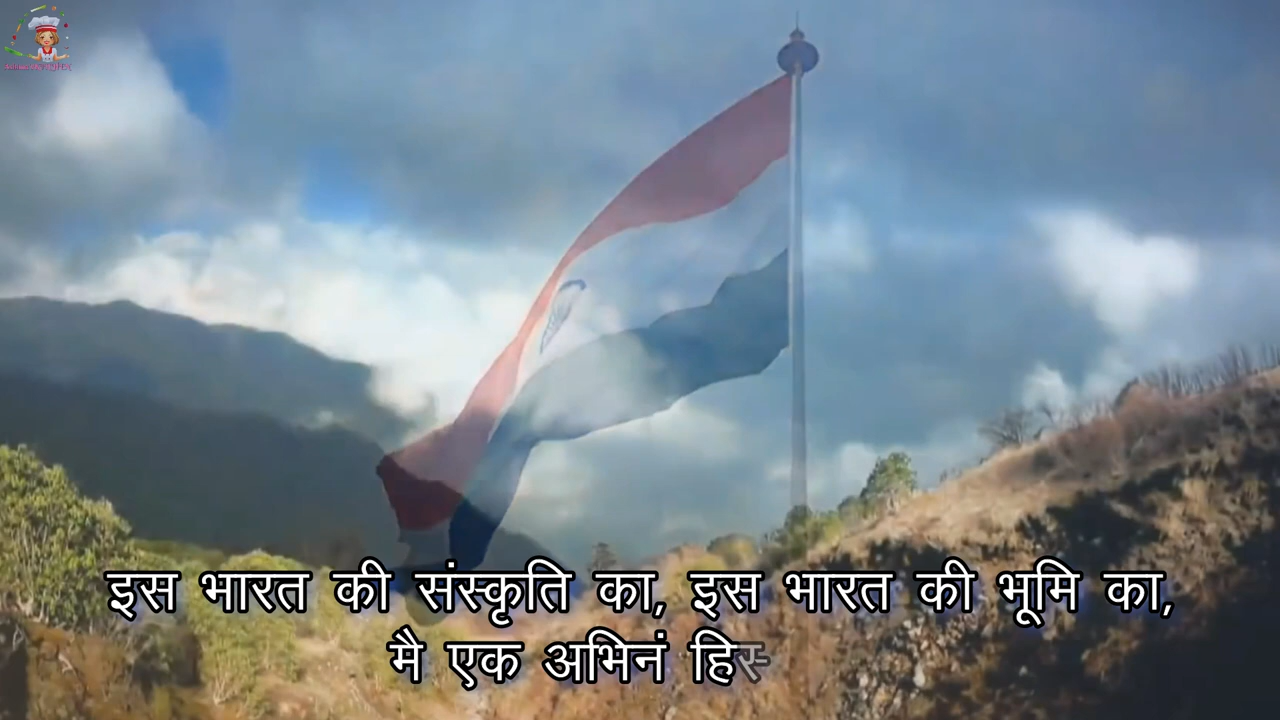 इस भारत की संस्कृति का, इस भारत की भूमि का,
मै एक अभिनं